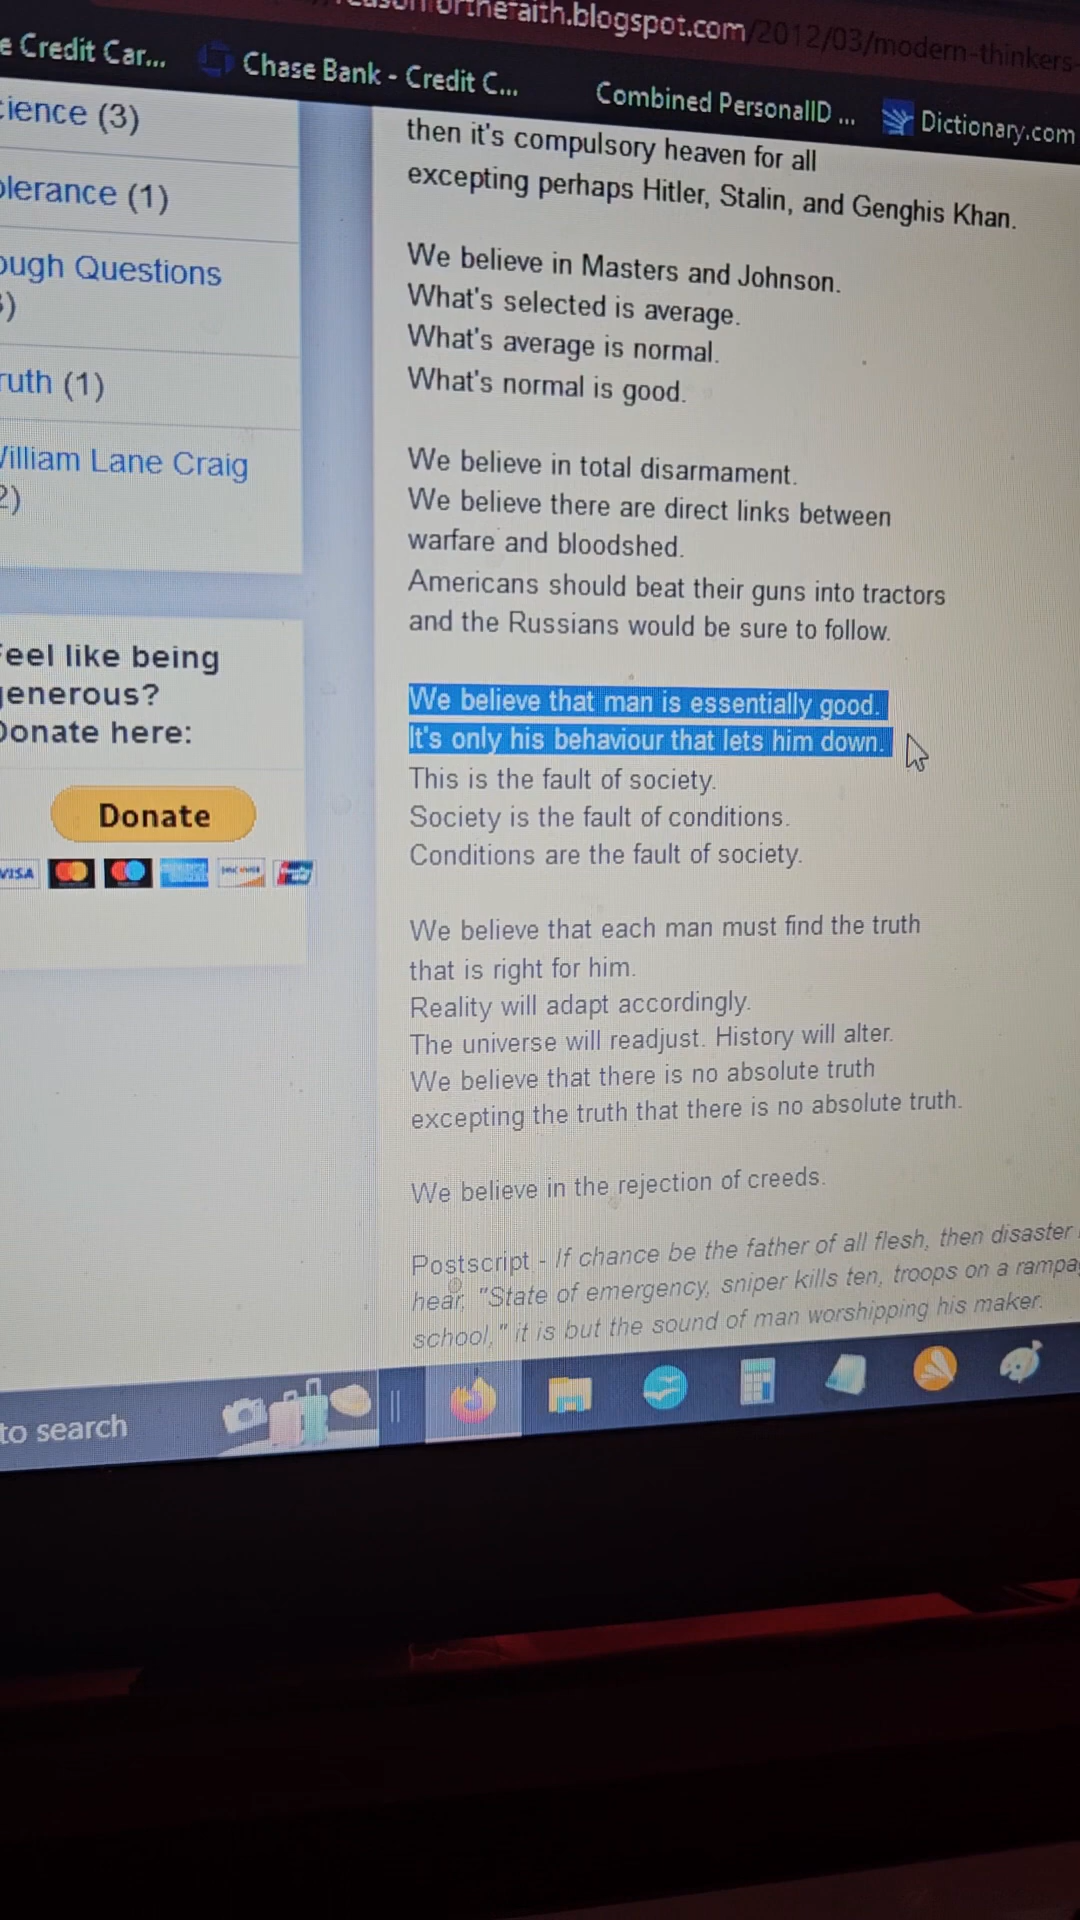 blogspot.com/2012/03/modern-thinkers-
e Credit Car...
Chase Bank - Credit C...
Combined PersonalID ...
Dictionary.com
cience (3)
olerance (1)
ough Questions
)
ruth (1)
William Lane Craig
2)
Feel like being
generous?
Donate here:
Donate
VISA
DISCOVER
then it's compulsory heaven for all
excepting perhaps Hitler, Stalin, and Genghis Khan.
We believe in Masters and Johnson.
What's selected is average.
What's average is normal.
What's normal is good.
We believe in total disarmament.
We believe there are direct links between
warfare and bloodshed.
Americans should beat their guns into tractors
and the Russians would be sure to follow.
We believe that man is essentially good.
It's only his behaviour that lets him down.
This is the fault of society.
Society is the fault of conditions.
Conditions are the fault of society.
We believe that each man must find the truth
that is right for him.
Reality will adapt accordingly.
The universe will readjust. History will alter.
We believe that there is no absolute truth
excepting the truth that there is no absolute truth.
We believe in the rejection of creeds.
Postscript - If chance be the father of all flesh, then disaster
hear, "State of emergency, sniper kills ten, troops on a rampa
school," it is but the sound of man worshipping his maker.
to search